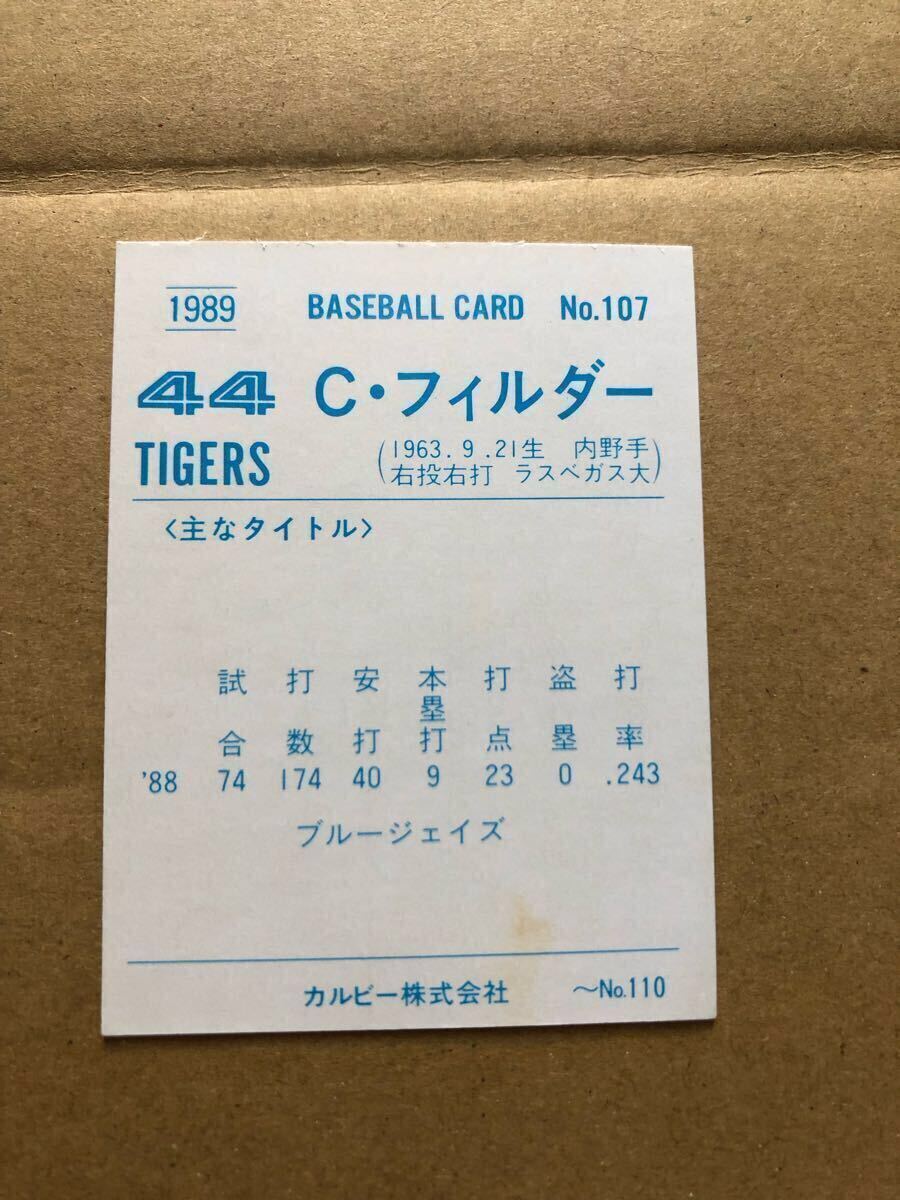 1989 BASEBALL CARD No.107
44 C・フィルダー
TIGERS (1963.9.21生 内野手
右投右打 ラスベガス大)
〈主なタイトル〉
試合 打数 安打 本塁打 打点 盗塁 打率
'88 74 174 40 9 23 0 .243
ブルージェイズ
カルビー株式会社 〜No.110